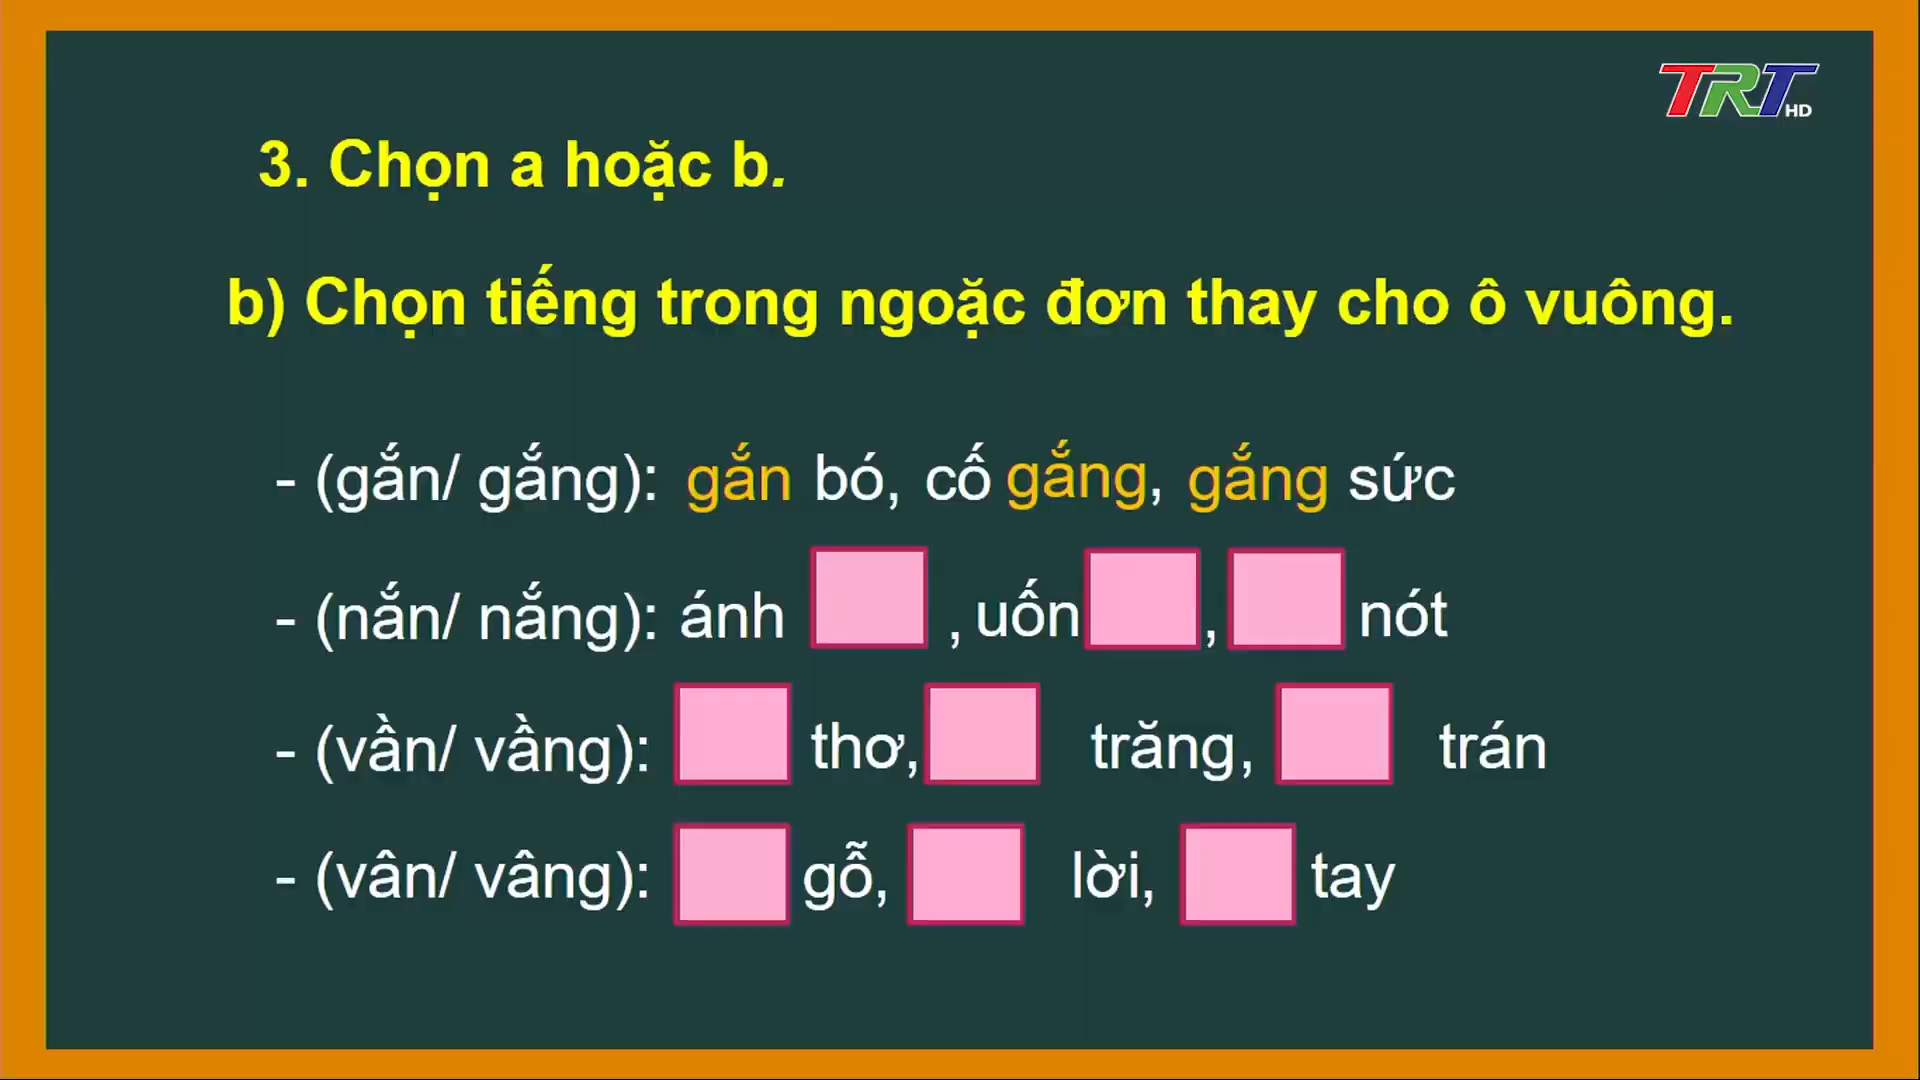 TRT HD
3. Chọn a hoặc b.
b) Chọn tiếng trong ngoặc đơn thay cho ô vuông.
- (gắn/ gắng): gắn bó, cố gắng, gắng sức
- (nắn/ nắng): ánh , uốn , nót
- (vần/ vầng): thơ, trăng, trán
- (vân/ vâng): gỗ, lời, tay